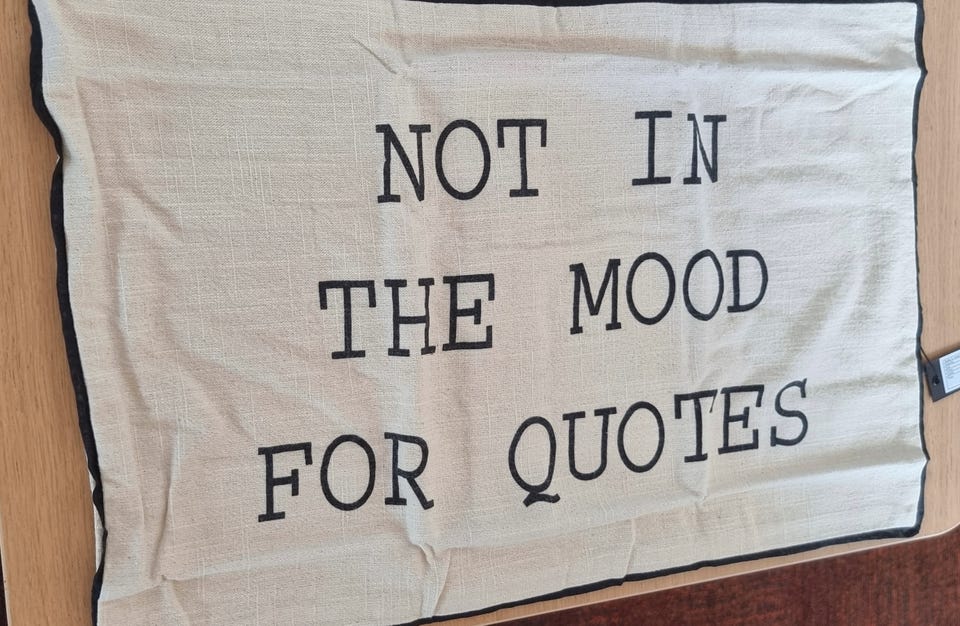 NOT IN
THE MOOD
FOR QUOTES